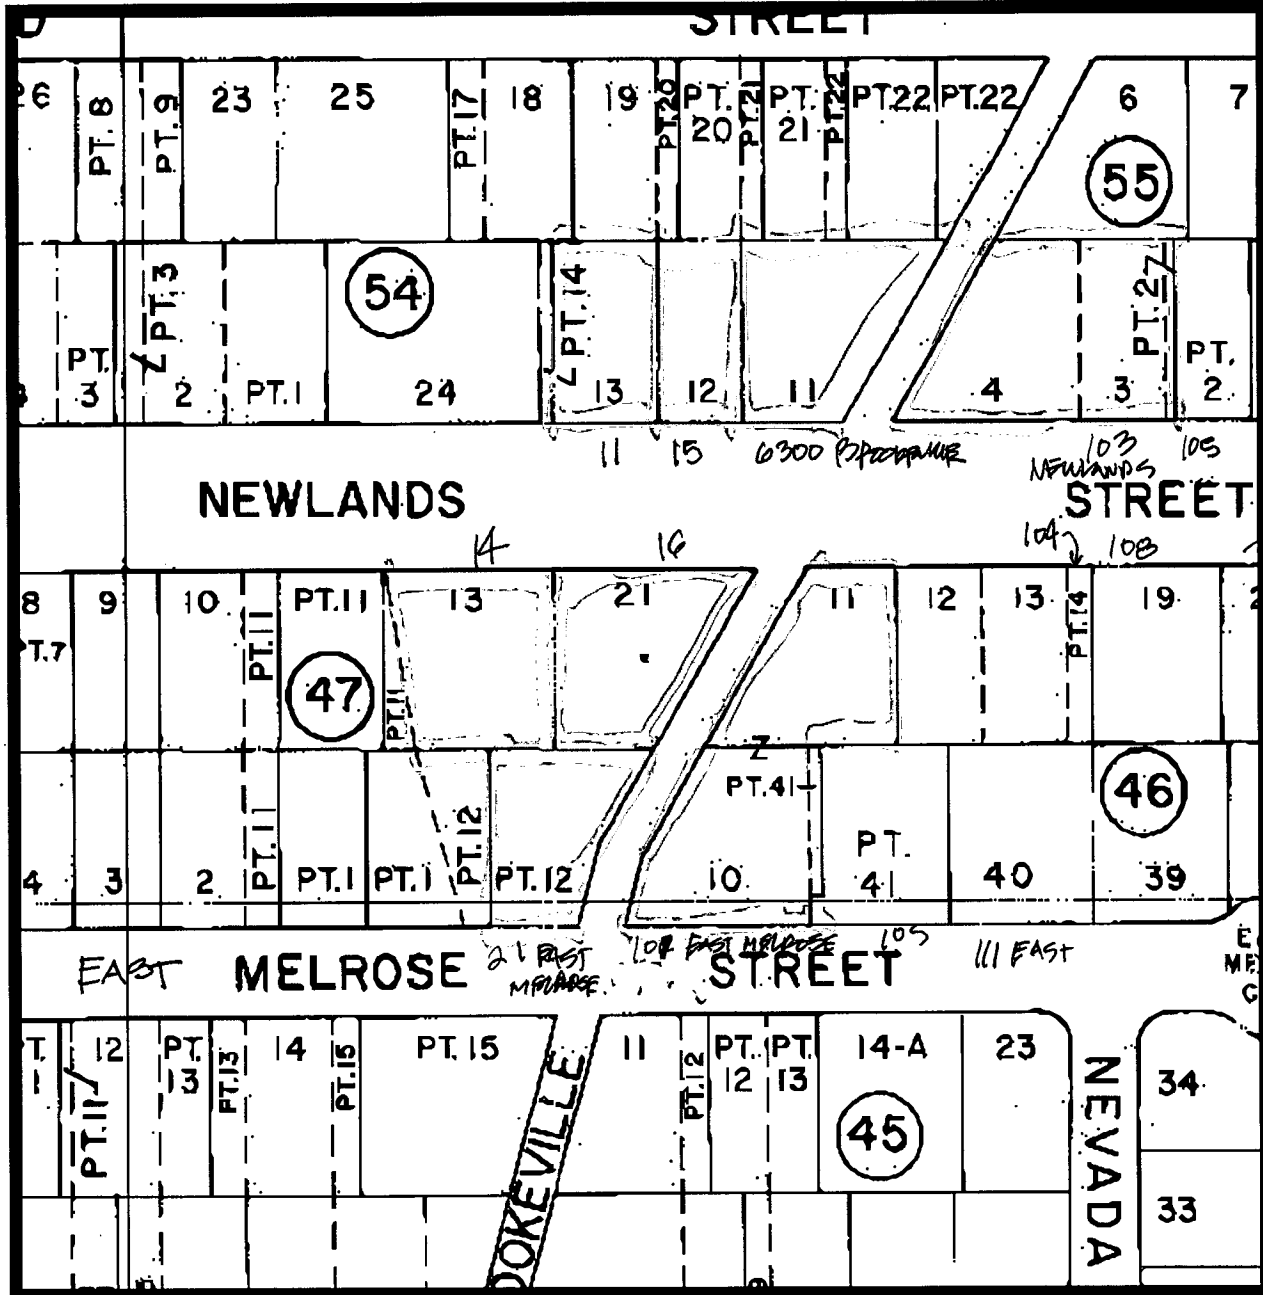 STREET
23 25 18 19 PT. PT. PT.22 PT.22 6 7
PT.8 PT.9 PT.17 PT.20 20 PT.21 21 PT.22
55
54
PT.3 PT.14 PT.27
PT. PT.
3 2 PT.1 24 13 12 11 4 3 2
11 15 6300 103 105
NEWLANDS
NEWLANDS STREET
14 16 104 108
8 9 10 PT.11 13 21 11 12 13 19
PT.7 PT.11 PT.14
47 PT.11
Z
PT.41 46
PT.11 PT.12 PT.
4 3 2 PT.1 PT.1 PT.12 10 41 40 39
21 EAST 102 EAST MELROSE 105 111 EAST
MELROSE
EAST MELROSE STREET
12 PT. 14 PT.15 11 PT. PT. 14-A 23
13 PT.13 PT.15 PT.12 12 13
PT.11 45 34
33
OOKEVILLE
NEVADA